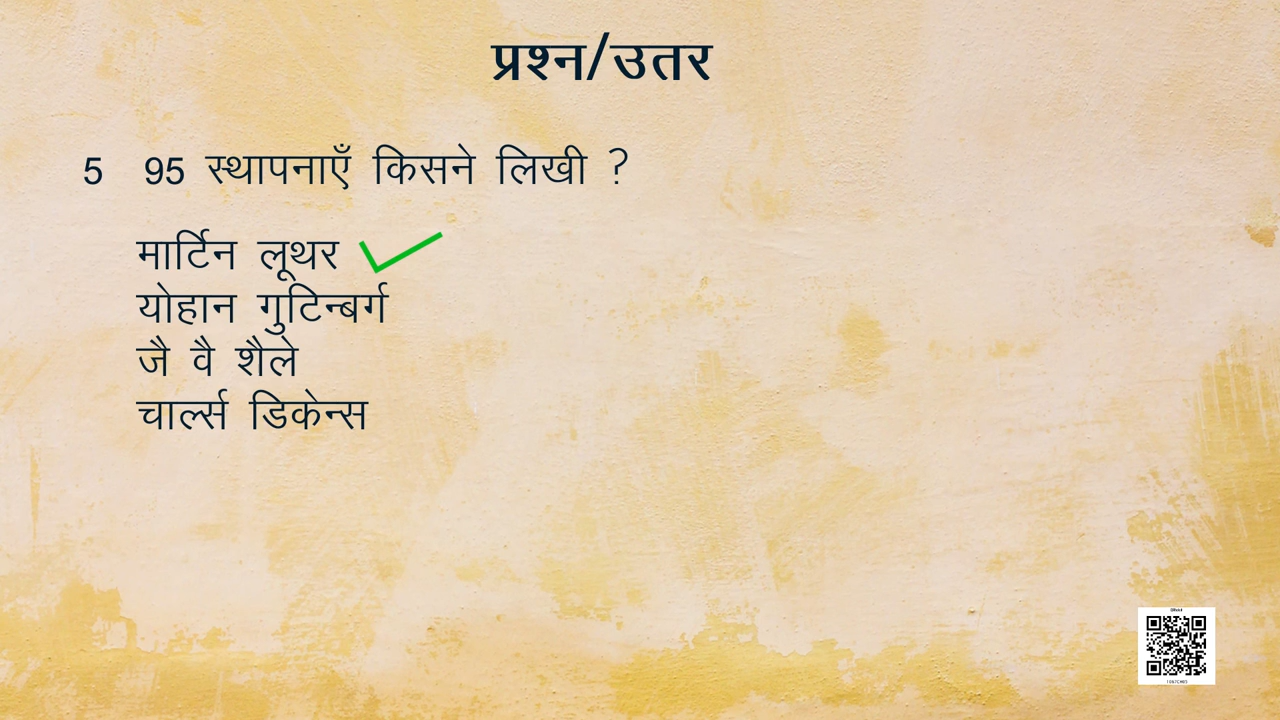 प्रश्न/उतर
5 95 स्थापनाएँ किसने लिखी ?
मार्टिन लूथर
योहान गुटिन्बर्ग
जै वै शैले
चार्ल्स डिकेन्स